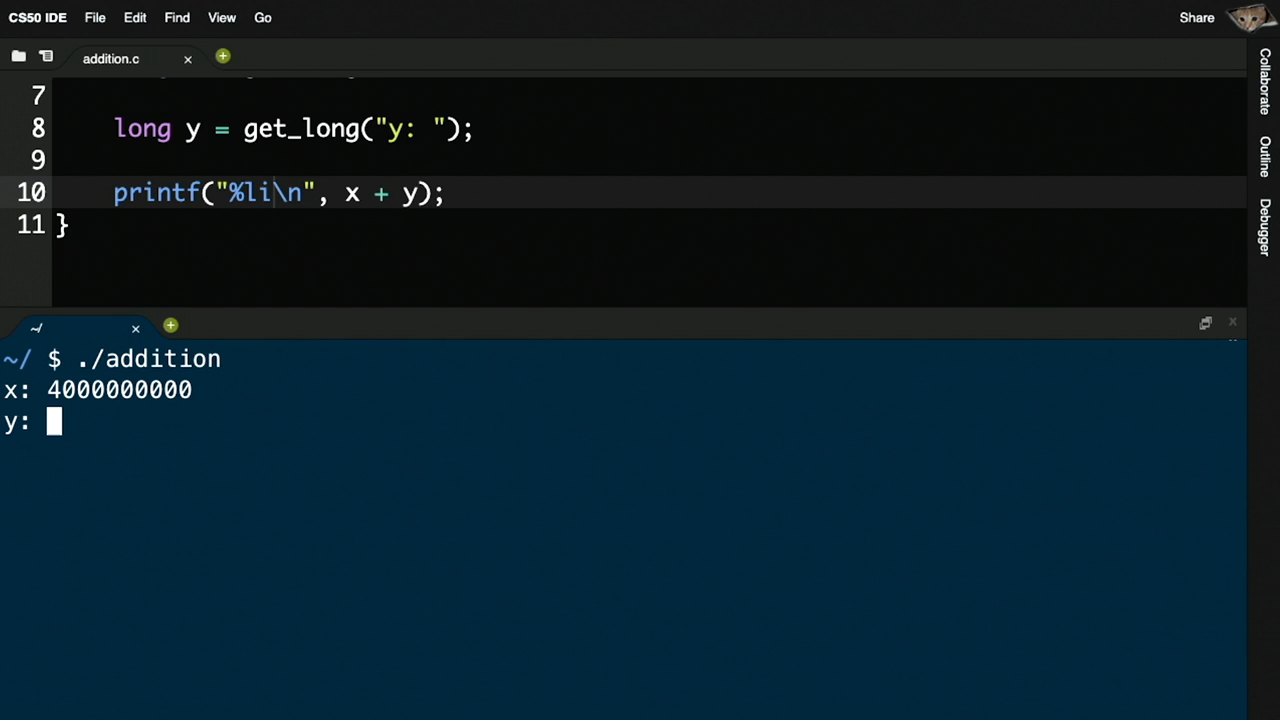 CS50 IDE File Edit Find View Go Share
addition.c
7
8 long y = get_long("y: ");
9
10 printf("%li\n", x + y);
11 }
~/
~/ $ ./addition
x: 4000000000
y:
Collaborate
Outline
Debugger